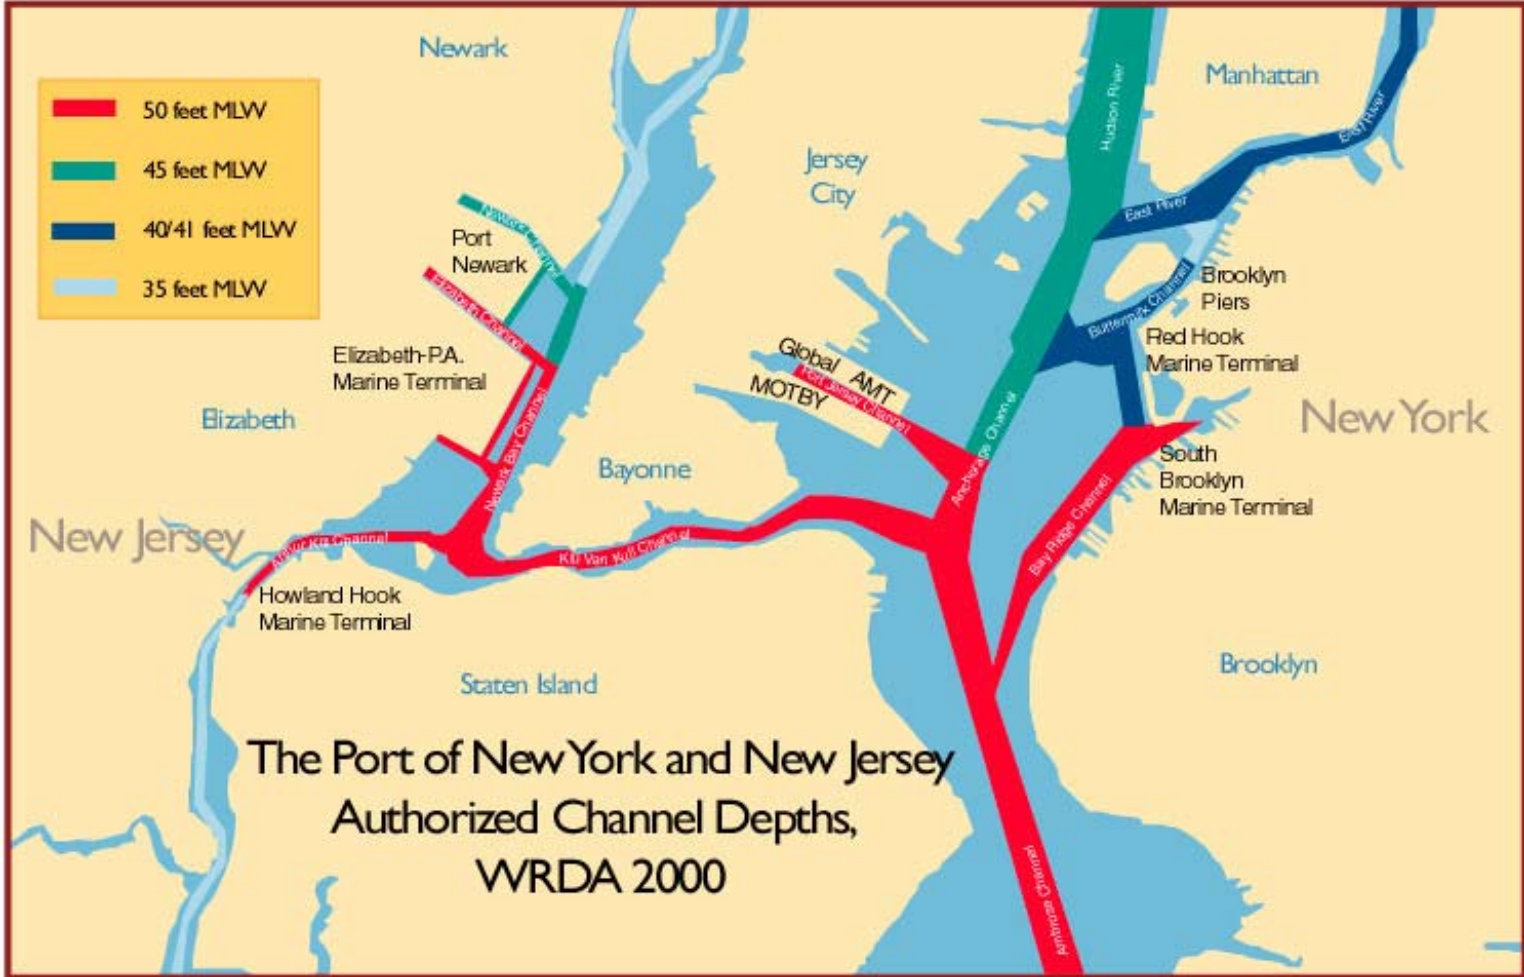 Newark
Manhattan
50 feet MLW
45 feet MLW
40/41 feet MLW
35 feet MLW
Jersey
City
Hudson River
East River
East River
Newark Channel
Port
Newark
Elizabeth Channel
Brooklyn
Piers
Buttermilk Channel
Red Hook
Marine Terminal
Elizabeth-P.A.
Marine Terminal
Global AMT
Port Jersey Channel
MOTBY
Elizabeth
New York
Newark Bay Channel
Anchorage Channel
Bayonne
South
Brooklyn
Marine Terminal
Bay Ridge Channel
New Jersey
Arthur Kill Channel
Kill Van Kull Channel
Howland Hook
Marine Terminal
Staten Island
Brooklyn
The Port of New York and New Jersey
Authorized Channel Depths,
WRDA 2000
Ambrose Channel